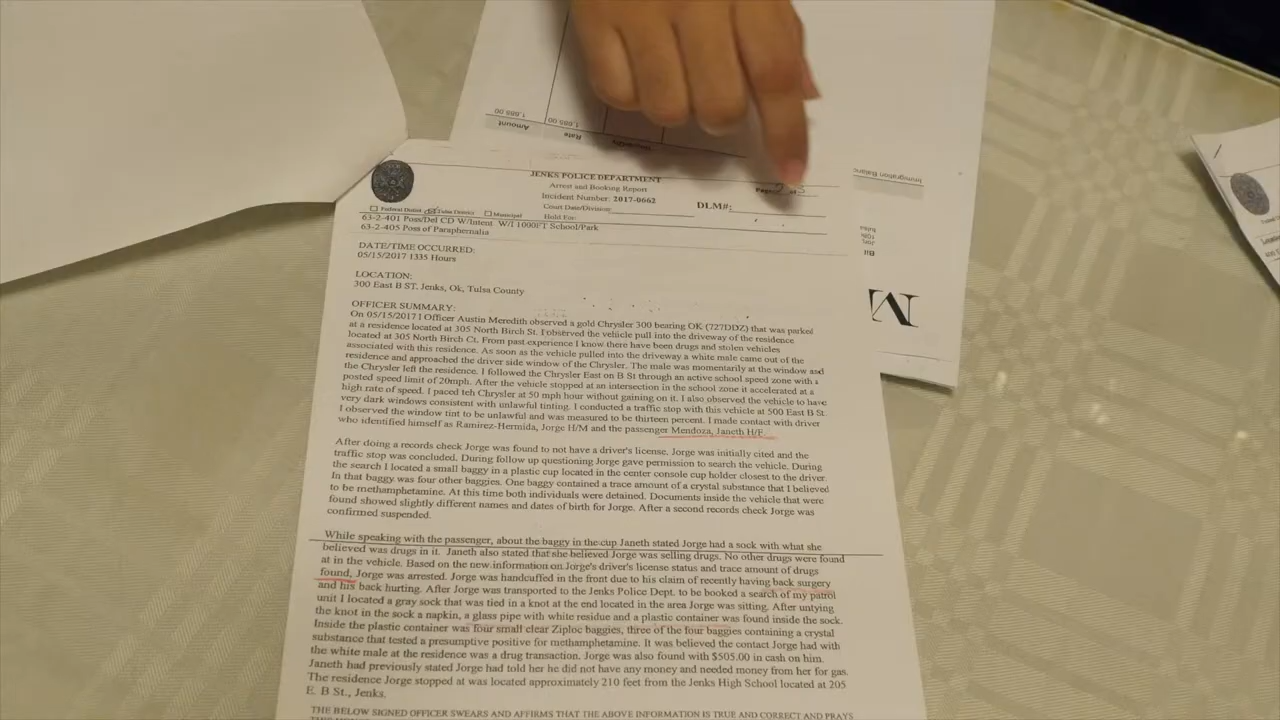 Amount
1,885.00
Rate
1,885.00
Immigration Balance
Bill
M
JENKS POLICE DEPARTMENT
Arrest and Booking Report
Incident Number: 2017-0662
Court Date/Division:
DLM#:
Page 2 of 3
Federal District Tulsa District Municipal Hold For:
63-2-401 Poss/Del CD W/Intent W/I 1000FT School/Park
63-2-405 Poss of Paraphernalia
DATE/TIME OCCURRED:
05/15/2017 1335 Hours
LOCATION:
300 East B ST. Jenks, Ok, Tulsa County
OFFICER SUMMARY:
On 05/15/2017 I Officer Austin Meredith observed a gold Chrysler 300 bearing OK (727DDZ) that was parked
at a residence located at 305 North Birch St. I observed the vehicle pull into the driveway of the residence
located at 305 North Birch Ct. From past experience I know there have been drugs and stolen vehicles
associated with this residence. As soon as the vehicle pulled into the driveway a white male came out of the
residence and approached the driver side window of the Chrysler. The male was momentarily at the window and
the Chrysler left the residence. I followed the Chrysler East on B St through an active school speed zone with a
posted speed limit of 20mph. After the vehicle stopped at an intersection in the school zone it accelerated at a
high rate of speed. I paced teh Chrysler at 50 mph hour without gaining on it. I also observed the vehicle to have
very dark windows consistent with unlawful tinting. I conducted a traffic stop with this vehicle at 500 East B St.
I observed the window tint to be unlawful and was measured to be thirteen percent. I made contact with driver
who identified himself as Ramirez-Hermida, Jorge H/M and the passenger Mendoza, Janeth H/F.
After doing a records check Jorge was found to not have a driver's license. Jorge was initially cited and the
traffic stop was concluded. During follow up questioning Jorge gave permission to search the vehicle. During
the search I located a small baggy in a plastic cup located in the center console cup holder closest to the driver.
In that baggy was four other baggies. One baggy contained a trace amount of a crystal substance that I believed
to be methamphetamine. At this time both individuals were detained. Documents inside the vehicle that were
found showed slightly different names and dates of birth for Jorge. After a second records check Jorge was
confirmed suspended.
While speaking with the passenger, about the baggy in the cup Janeth stated Jorge had a sock with what she
believed was drugs in it. Janeth also stated that she believed Jorge was selling drugs. No other drugs were found
at in the vehicle. Based on the new information on Jorge's driver's license status and trace amount of drugs
found, Jorge was arrested. Jorge was handcuffed in the front due to his claim of recently having back surgery
and his back hurting. After Jorge was transported to the Jenks Police Dept. to be booked a search of my patrol
unit I located a gray sock that was tied in a knot at the end located in the area Jorge was sitting. After untying
the knot in the sock a napkin, a glass pipe with white residue and a plastic container was found inside the sock.
Inside the plastic container was four small clear Ziploc baggies, three of the four baggies containing a crystal
substance that tested a presumptive positive for methamphetamine. It was believed the contact Jorge had with
the white male at the residence was a drug transaction. Jorge was also found with $505.00 in cash on him.
Janeth had previously stated Jorge had told her he did not have any money and needed money from her for gas.
The residence Jorge stopped at was located approximately 210 feet from the Jenks High School located at 205
E. B St., Jenks.
THE BELOW SIGNED OFFICER SWEARS AND AFFIRMS THAT THE ABOVE INFORMATION IS TRUE AND CORRECT AND PRAYS